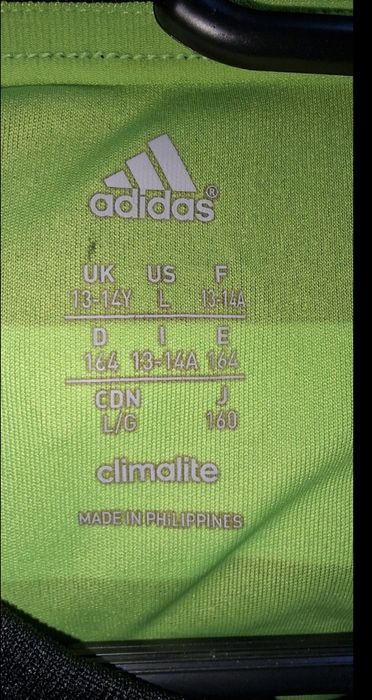 adidas®
UK US F
13-14Y L 13-14A
D I E
164 13-14A 164
CDN J
L/G 160
climalite
MADE IN PHILIPPINES